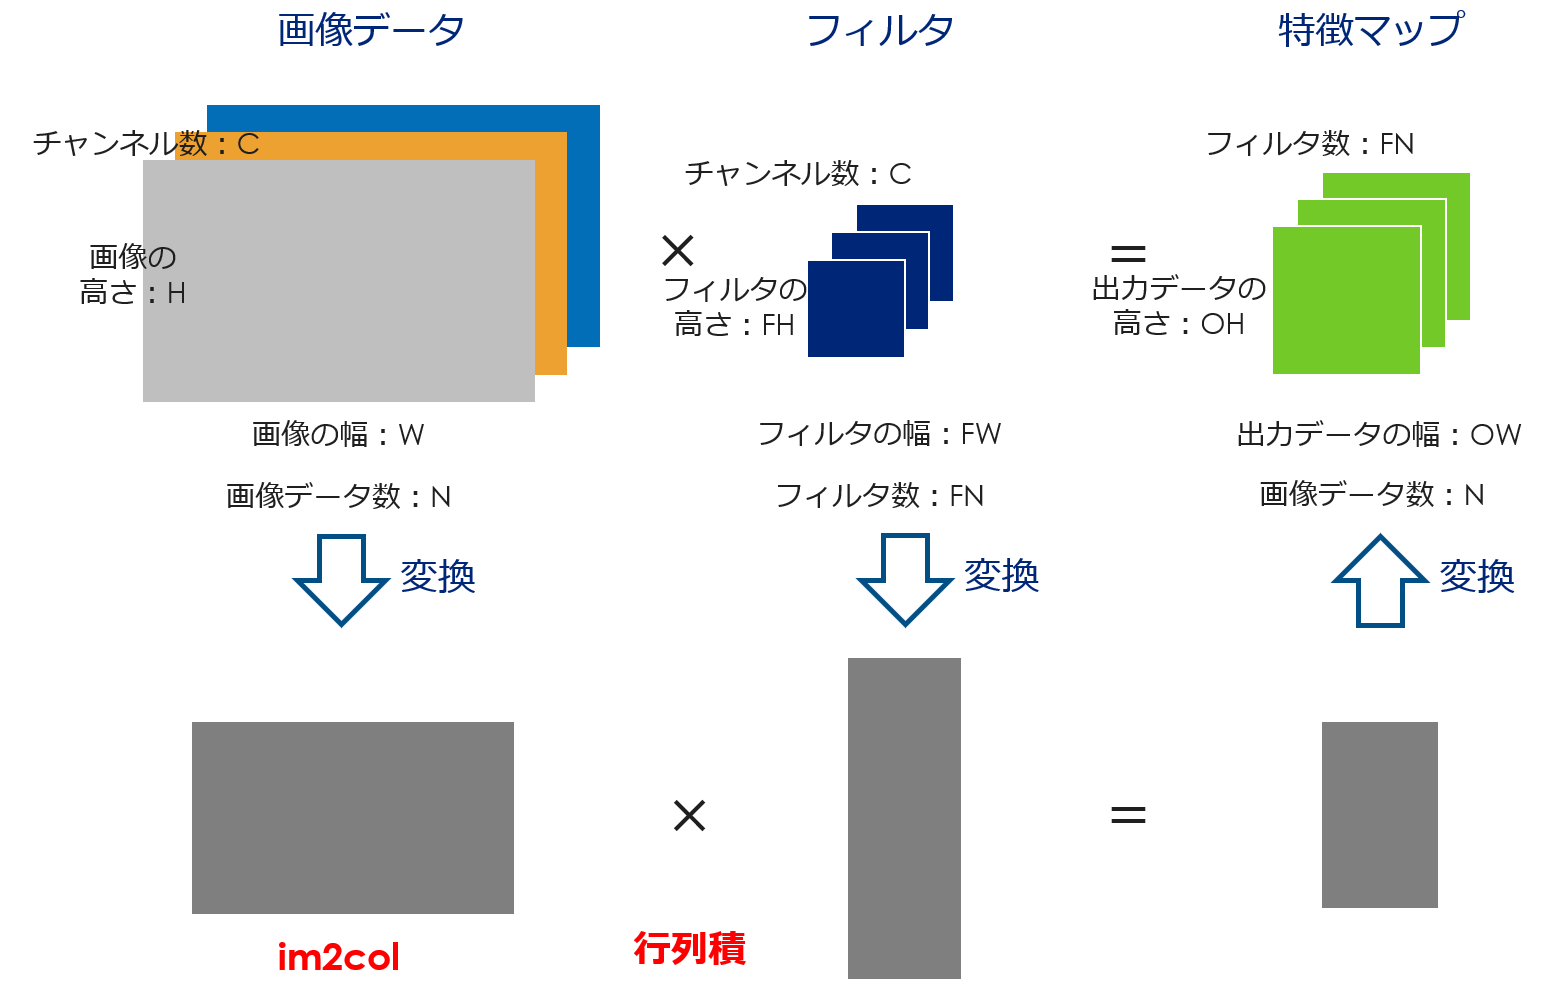 画像データ
フィルタ
特徴マップ
チャンネル数：C
画像の
高さ：H
画像の幅：W
画像データ数：N
×
チャンネル数：C
フィルタの
高さ：FH
フィルタの幅：FW
フィルタ数：FN
＝
フィルタ数：FN
出力データの
高さ：OH
出力データの幅：OW
画像データ数：N
変換
変換
変換
×
＝
im2col
行列積